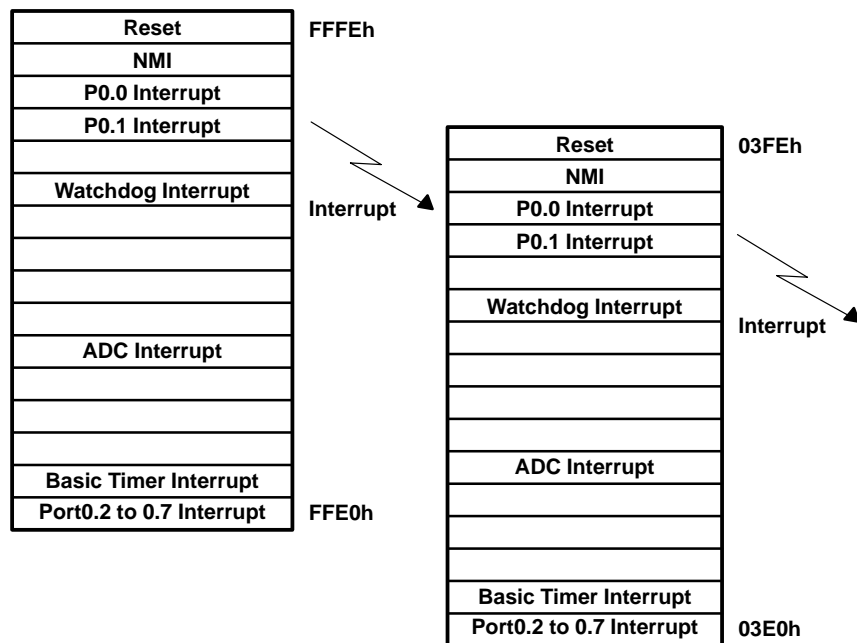 Reset FFFEh
NMI
P0.0 Interrupt
P0.1 Interrupt
Watchdog Interrupt
Interrupt
ADC Interrupt
Basic Timer Interrupt
Port0.2 to 0.7 Interrupt FFE0h
Reset 03FEh
NMI
P0.0 Interrupt
P0.1 Interrupt
Watchdog Interrupt
Interrupt
ADC Interrupt
Basic Timer Interrupt
Port0.2 to 0.7 Interrupt 03E0h